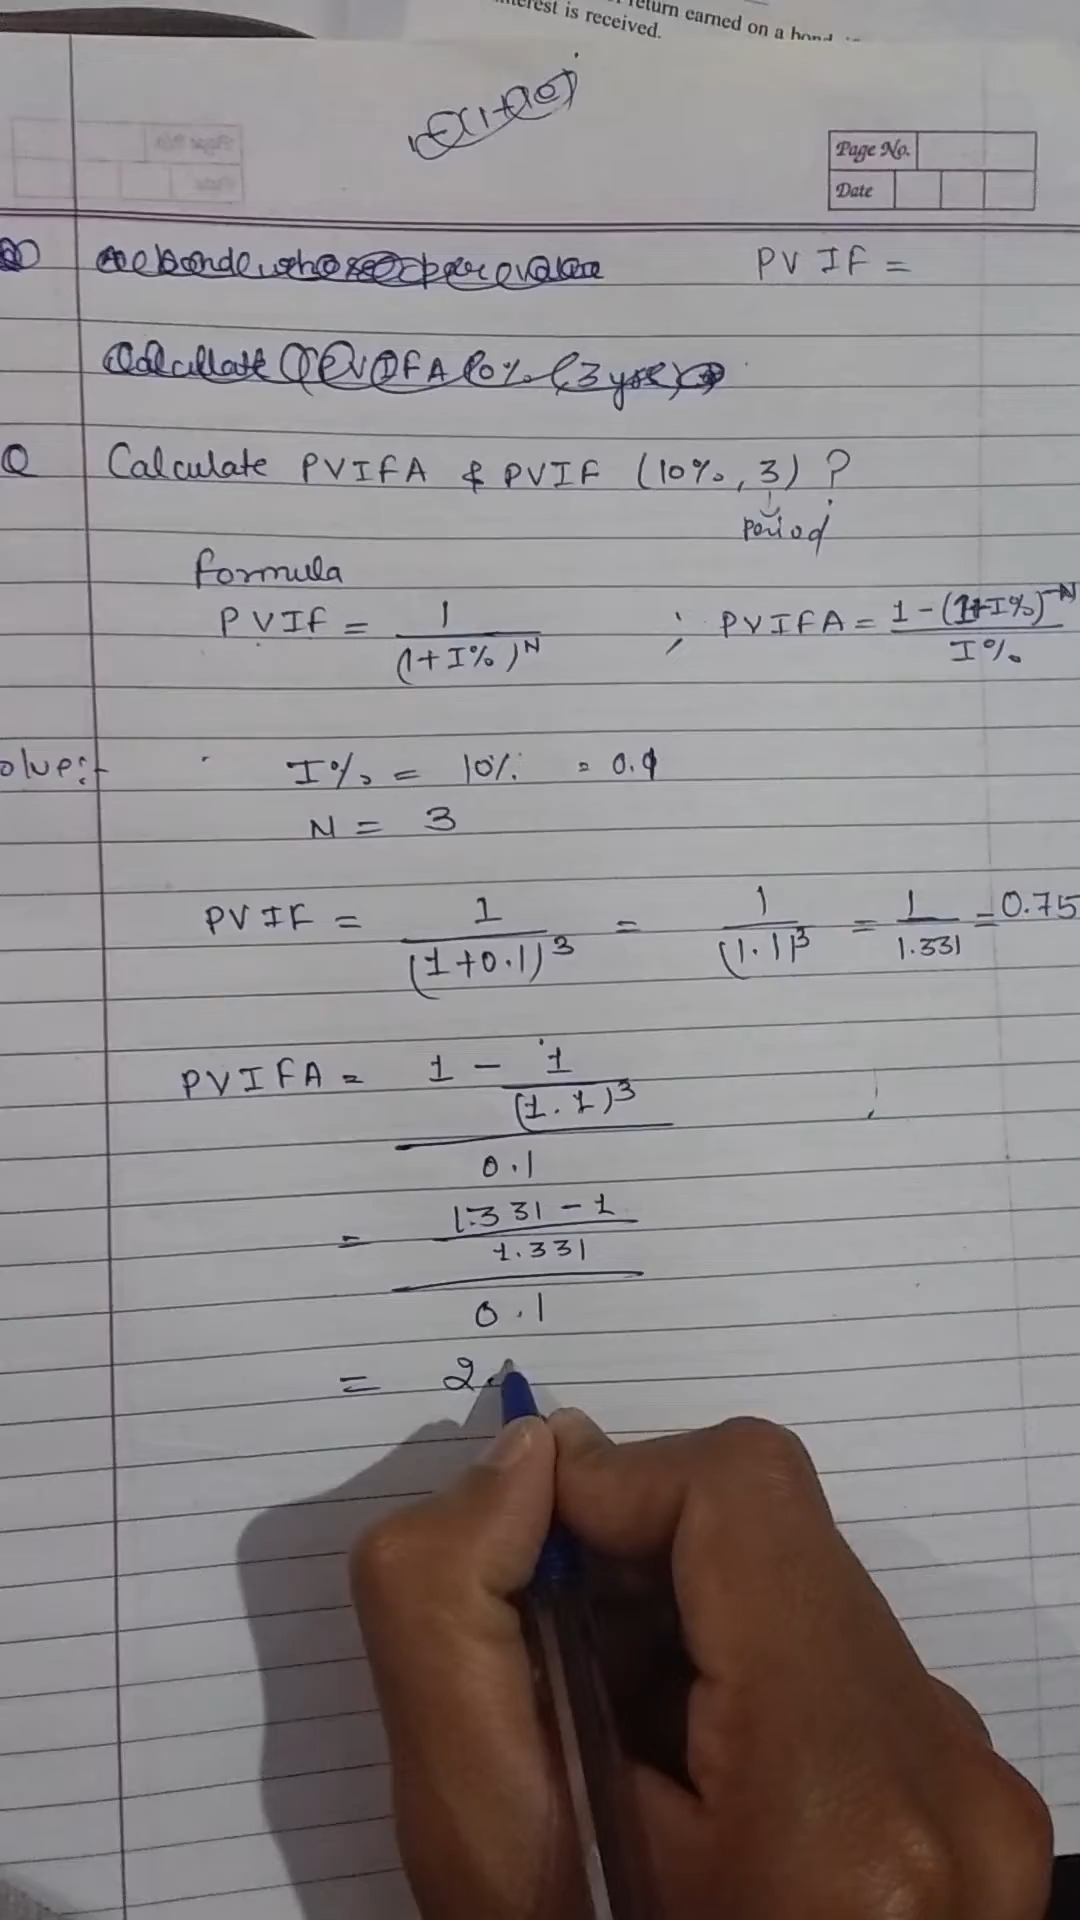 return earned on a bond
interest is received.
Page No.
Date
PVIF =
Q Calculate PVIFA & PVIF (10%, 3) ?
Period
Formula
PVIF = 1 / (1+I%)^N ; PVIFA = 1-(1+I%)^-N / I%
olve:- I% = 10% = 0.1
N = 3
PVIF = 1 / (1+0.1)^3 = 1 / (1.1)^3 = 1 / 1.331 = 0.75
PVIFA = 1 - 1 / (1.1)^3 / 0.1
= 1.331 - 1 / 1.331 / 0.1
= 2.